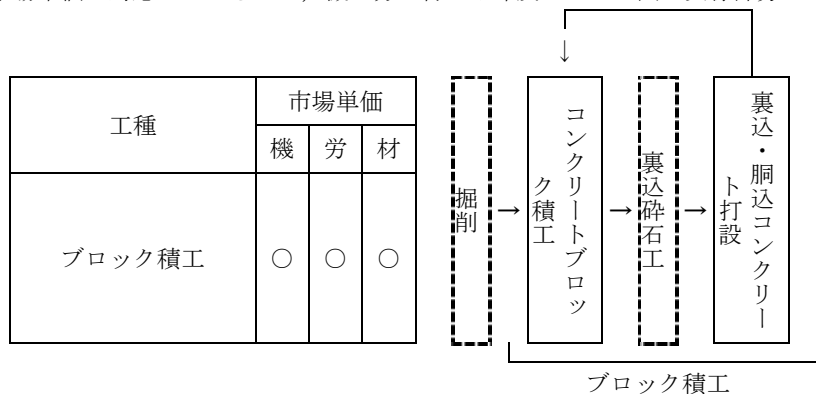 ↓
工種
市場単価
機 労 材
ブロック積工
○ ○ ○
掘削
→
コンクリートブロッ
ク積工
→
裏込砕石工
→
裏込・胴込コンクリー
ト打設
ブロック積工